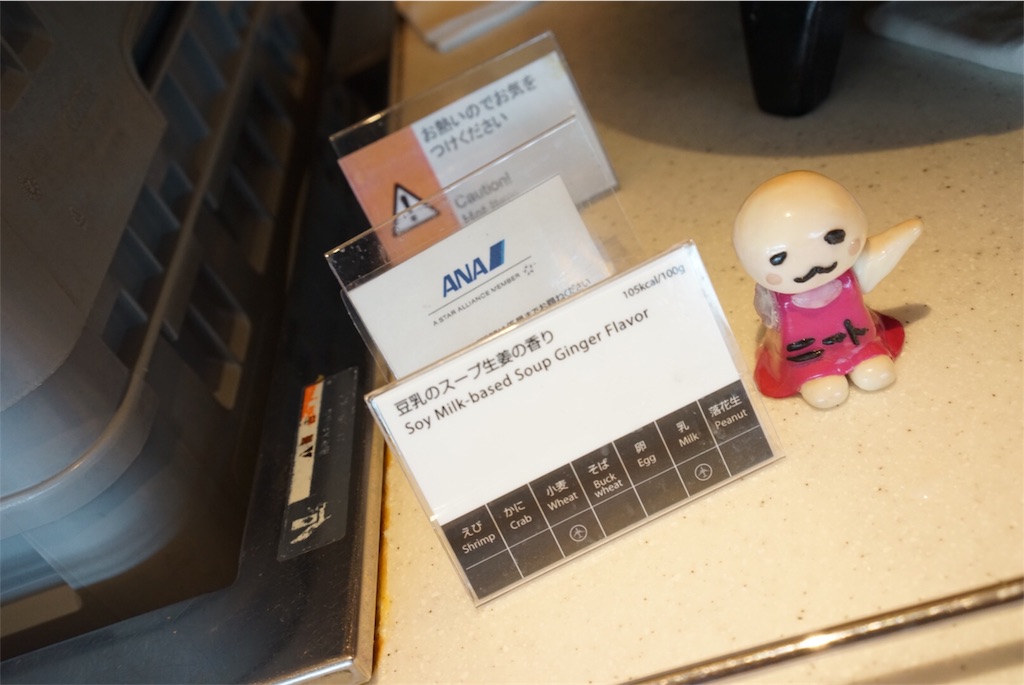 お熱いのでお気を
つけください
Caution!
ANA
A STAR ALLIANCE MEMBER
105kcal/100g
豆乳のスープ生姜の香り
Soy Milk-based Soup Ginger Flavor
えび かに 小麦 そば 卵 乳 落花生
Shrimp Crab Wheat Buck wheat Egg Milk Peanut
ニート